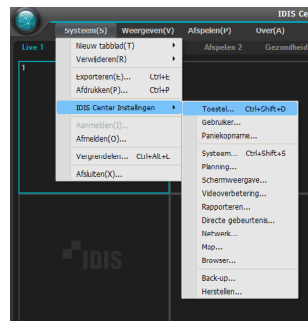 IDIS Ce
Systeem(S) Weergeven(V) Afspelen(P) Over(A)
Live 1 Afspelen 2 Gezondheid
1
Nieuw tabblad(T)
Verwijderen(R)
Exporteren(E)... Ctrl+E
Afdrukken(P)... Ctrl+P
IDIS Center Instelingen
Aanmelden(I)...
Afmelden(O)...
Vergrendelen... Ctrl+Alt+L
Afsluiten(X)...
Toestel... Ctrl+Shift+D
Gebruiker...
Paniekopname...
Systeem... Ctrl+Shift+S
Planning...
Schermweergave...
Videoverbetering...
Rapporteren...
Directe gebeurtenis...
Netwerk...
Map...
Browser...
Back-up...
Herstellen...
IDIS